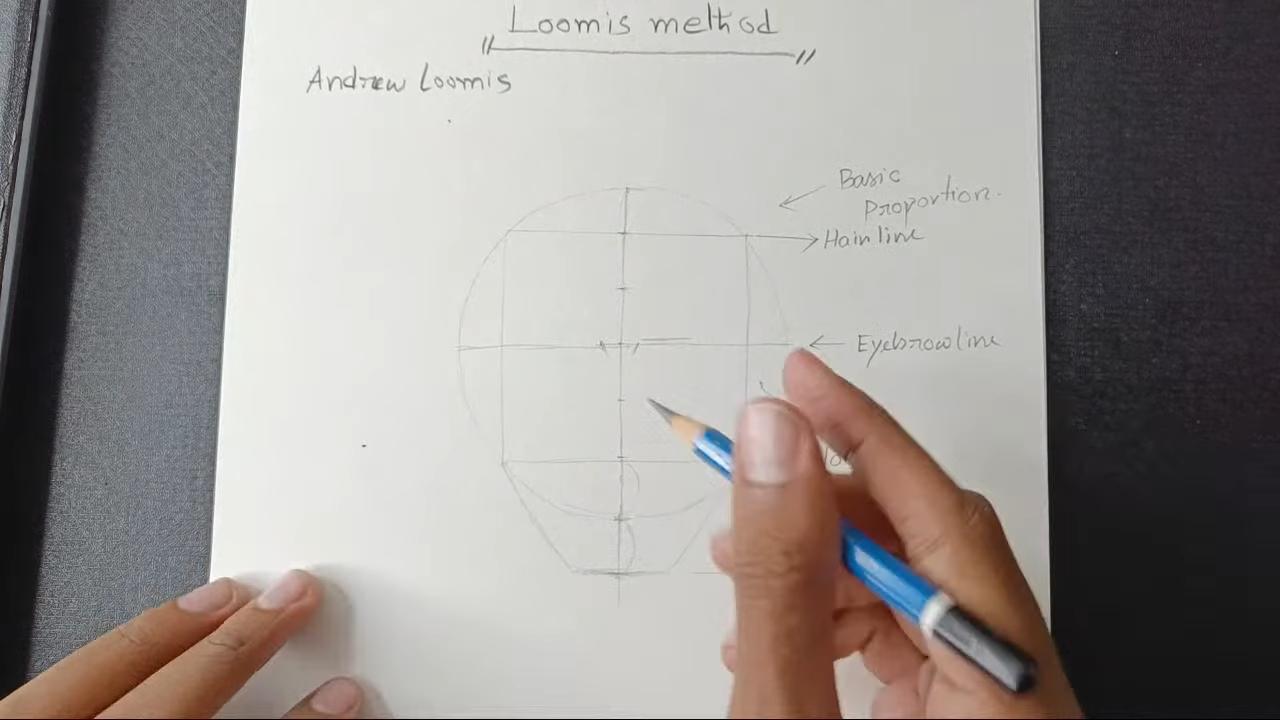 Loomis method
Andrew Loomis
Basic
Proportion.
Hairline
Eyebrowline